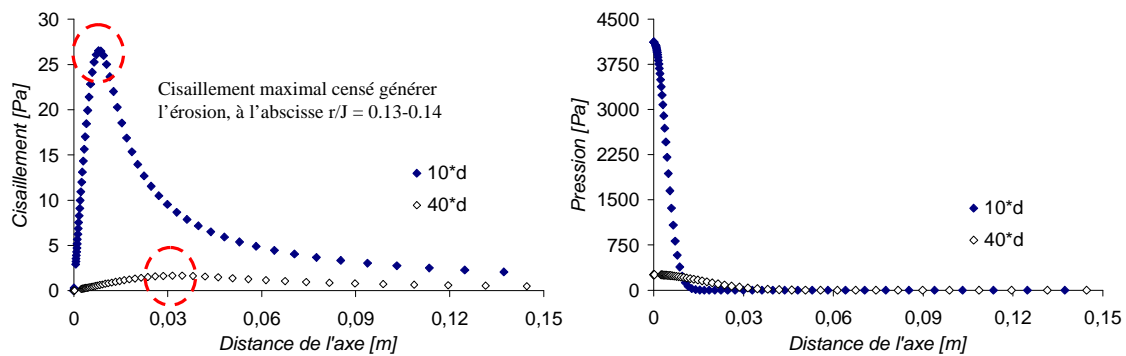 30
25
20
15
10
5
0
Cisaillement [Pa]
Cisaillement maximal censé générer
l'érosion, à l'abscisse r/J = 0.13-0.14
10*d
40*d
0
0,03
0,06
0,09
0,12
0,15
Distance de l'axe [m]
4500
3750
3000
2250
1500
750
0
Pression [Pa]
10*d
40*d
0
0,03
0,06
0,09
0,12
0,15
Distance de l'axe [m]